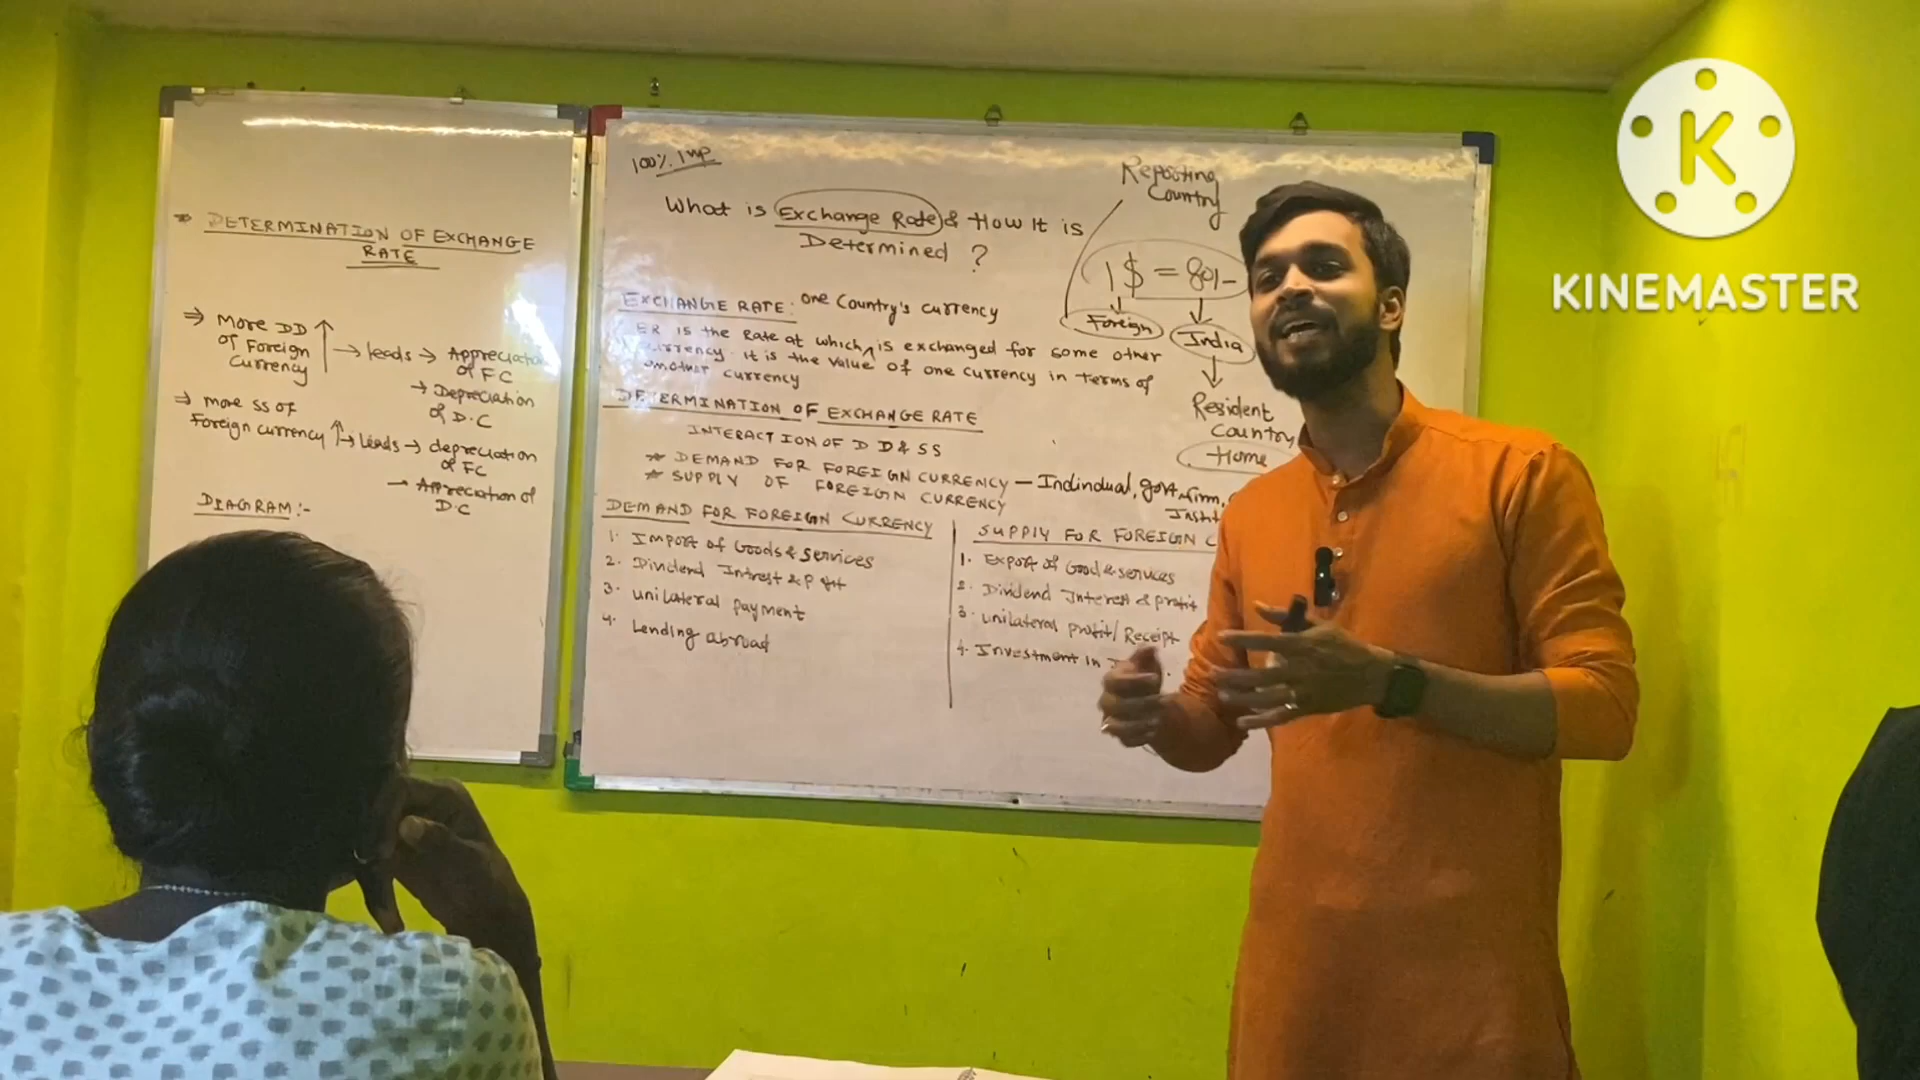 DETERMINATION OF EXCHANGE
RATE
⇒ More DD ↑
of Foreign
Currency
→ leads → Appreciation
of FC
→ Depreciation
of D.C
⇒ More SS of
Foreign currency ↑ → Leads → depreciation
of FC
→ Appreciation of
D.C
DIAGRAM:-
100% Imp
What is Exchange Rate & How It is
Determined ?
Reporting
Country
1 $ = 80/-
Foreign
India
Resident
Country
Home
EXCHANGE RATE: One Country's currency
ER is the Rate at which ∧ is exchanged for some other
currency. It is the value of one currency in terms of
another currency
DETERMINATION OF EXCHANGE RATE
INTERACTION OF D D & SS
* DEMAND FOR FOREIGN CURRENCY
* SUPPLY OF FOREIGN CURRENCY — Indindual, govt, firm,
DEMAND FOR FOREIGN CURRENCY
1. Import of Goods & Services
2. Dividend Intrest &
3. Unilateral payment
4. Lending abroad
SUPPLY FOR FOREIGN C
1. Export of Good & services
2. Dividend Interest & profit
3. Unilateral profit/Receipt
4. Investment in
K
KINEMASTER